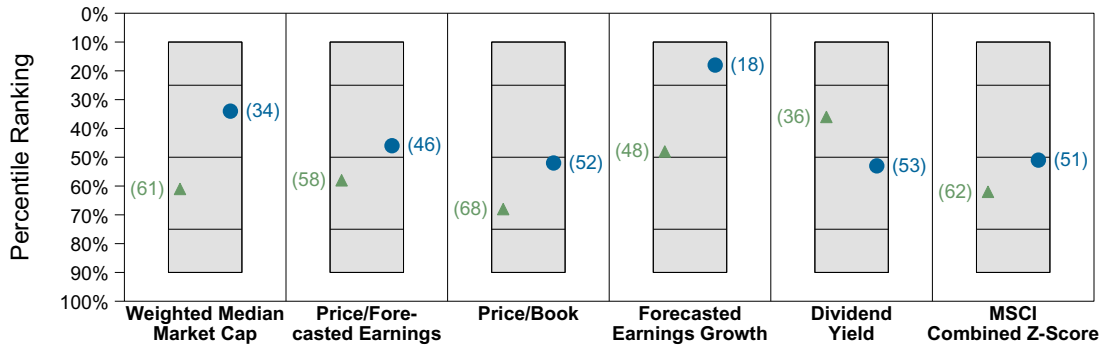 Percentile Ranking
0%
10%
20%
30%
40%
50%
60%
70%
80%
90%
100%
(34)
(61)
(46)
(58)
(52)
(68)
(18)
(48)
(36)
(53)
(51)
(62)
Weighted Median
Market Cap
Price/Fore-
casted Earnings
Price/Book
Forecasted
Earnings Growth
Dividend
Yield
MSCI
Combined Z-Score